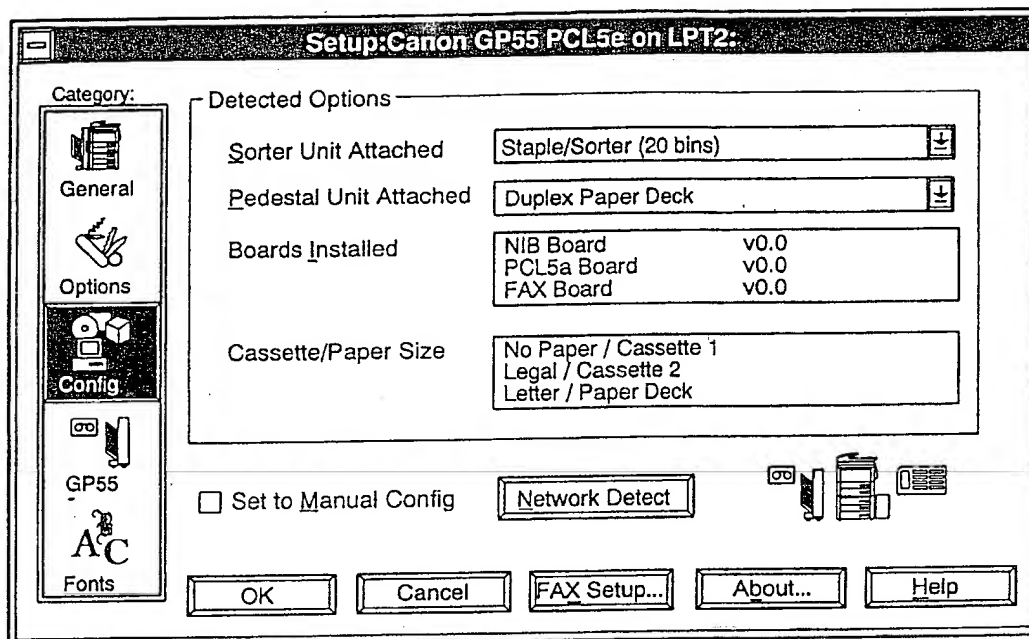 Setup:Canon GP55 PCL5e on LPT2:
Category:
General
Options
Config.
GP55
Fonts
Detected Options
Sorter Unit Attached
Staple/Sorter (20 bins)
Pedestal Unit Attached
Duplex Paper Deck
Boards Installed
NIB Board v0.0
PCL5a Board v0.0
FAX Board v0.0
Cassette/Paper Size
No Paper / Cassette 1
Legal / Cassette 2
Letter / Paper Deck
Set to Manual Config
Network Detect
OK
Cancel
FAX Setup...
About...
Help